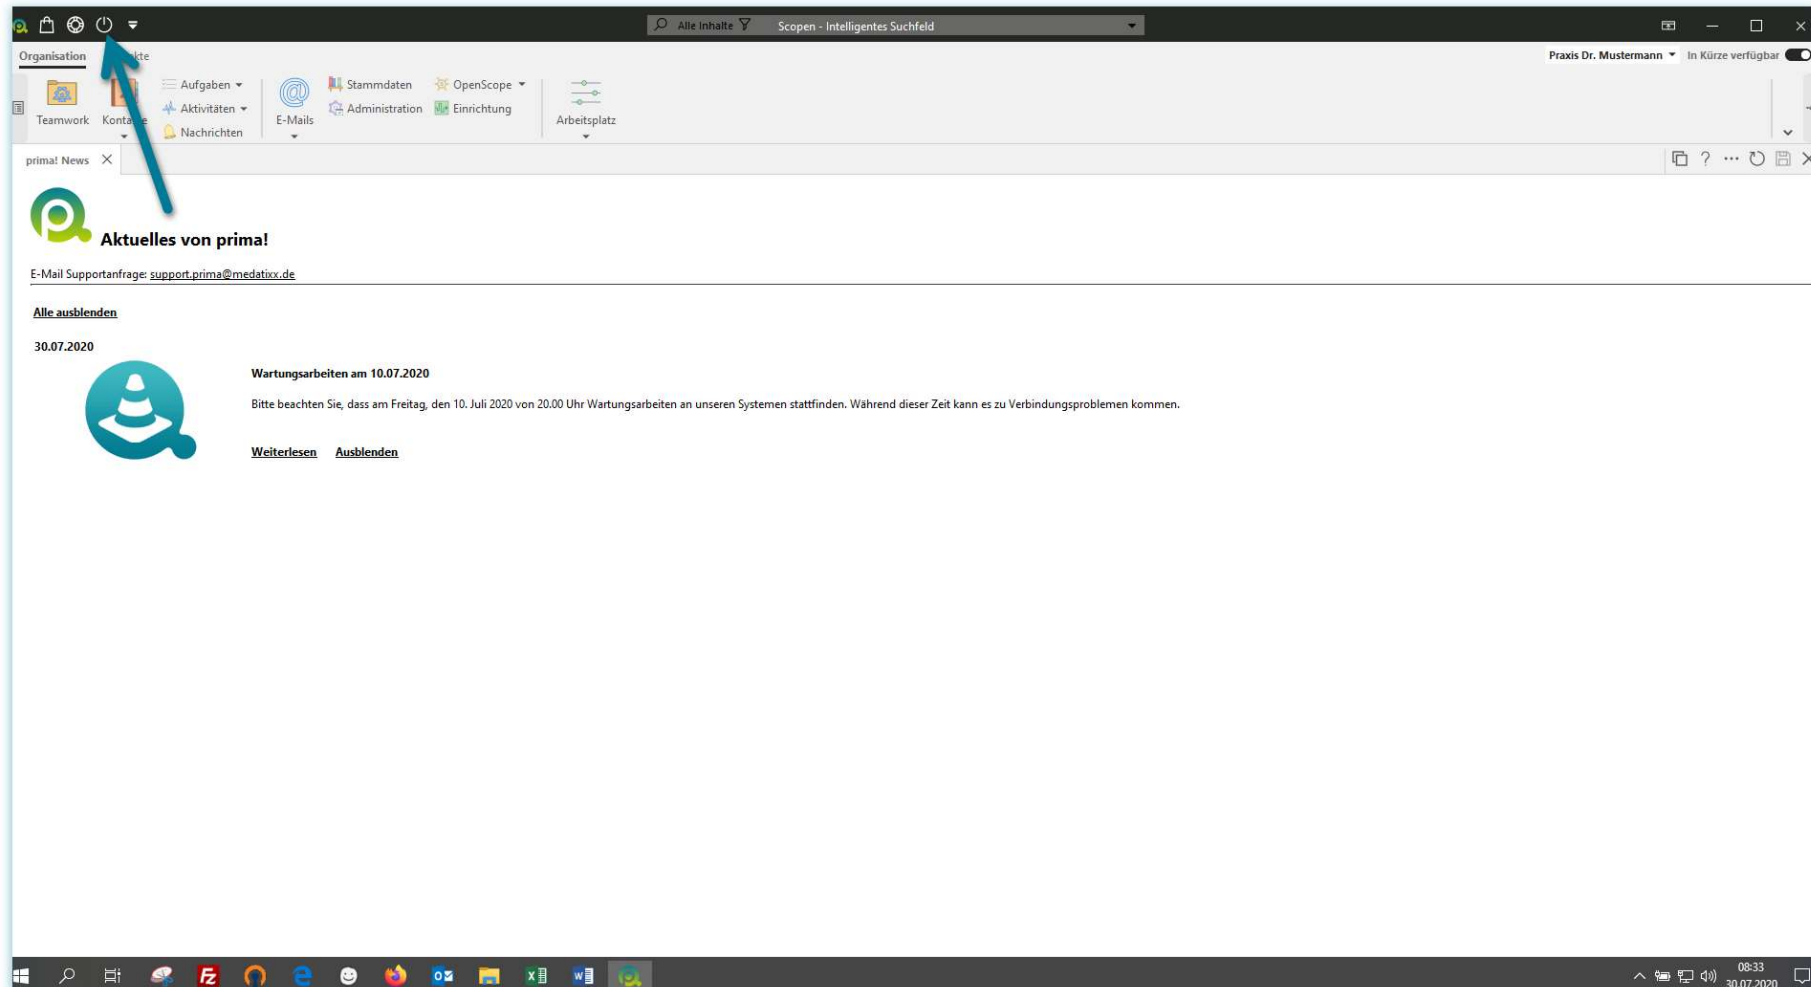 Alle Inhalte Scopen - Intelligentes Suchfeld
Organisation
Praxis Dr. Mustermann In Kürze verfügbar
Teamwork
Aufgaben
Aktivitäten
Nachrichten
E-Mails
Stammdaten
Administration
OpenScope
Einrichtung
Arbeitsplatz
prima! News
Aktuelles von prima!
E-Mail Supportanfrage: support.prima@medatixx.de
Alle ausblenden
30.07.2020
Wartungsarbeiten am 10.07.2020
Bitte beachten Sie, dass am Freitag, den 10. Juli 2020 von 20.00 Uhr Wartungsarbeiten an unseren Systemen stattfinden. Während dieser Zeit kann es zu Verbindungsproblemen kommen.
Weiterlesen Ausblenden
08:33
30.07.2020